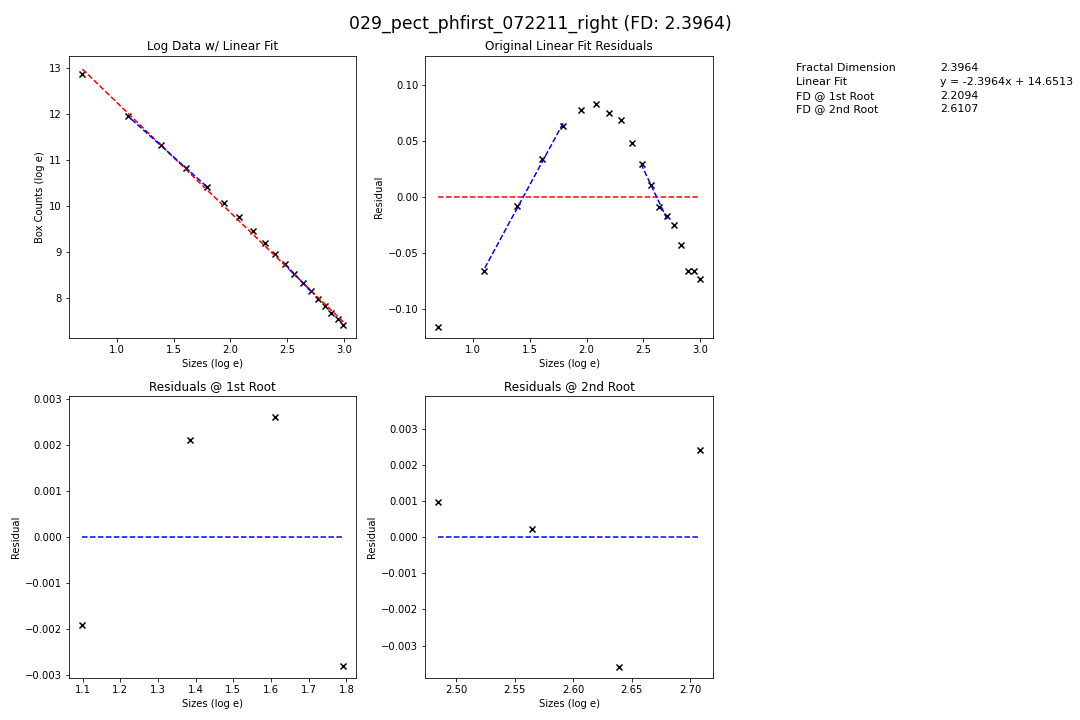 029_pect_phfirst_072211_right (FD: 2.3964)
Log Data w/ Linear Fit
Box Counts (log e)
13
12
11
10
9
8
1.0 1.5 2.0 2.5 3.0
Sizes (log e)
Original Linear Fit Residuals
Residual
0.10
0.05
0.00
−0.05
−0.10
1.0 1.5 2.0 2.5 3.0
Sizes (log e)
Fractal Dimension 2.3964
Linear Fit y = -2.3964x + 14.6513
FD @ 1st Root 2.2094
FD @ 2nd Root 2.6107
Residuals @ 1st Root
Residual
0.003
0.002
0.001
0.000
−0.001
−0.002
−0.003
1.1 1.2 1.3 1.4 1.5 1.6 1.7 1.8
Sizes (log e)
Residuals @ 2nd Root
Residual
0.003
0.002
0.001
0.000
−0.001
−0.002
−0.003
2.50 2.55 2.60 2.65 2.70
Sizes (log e)